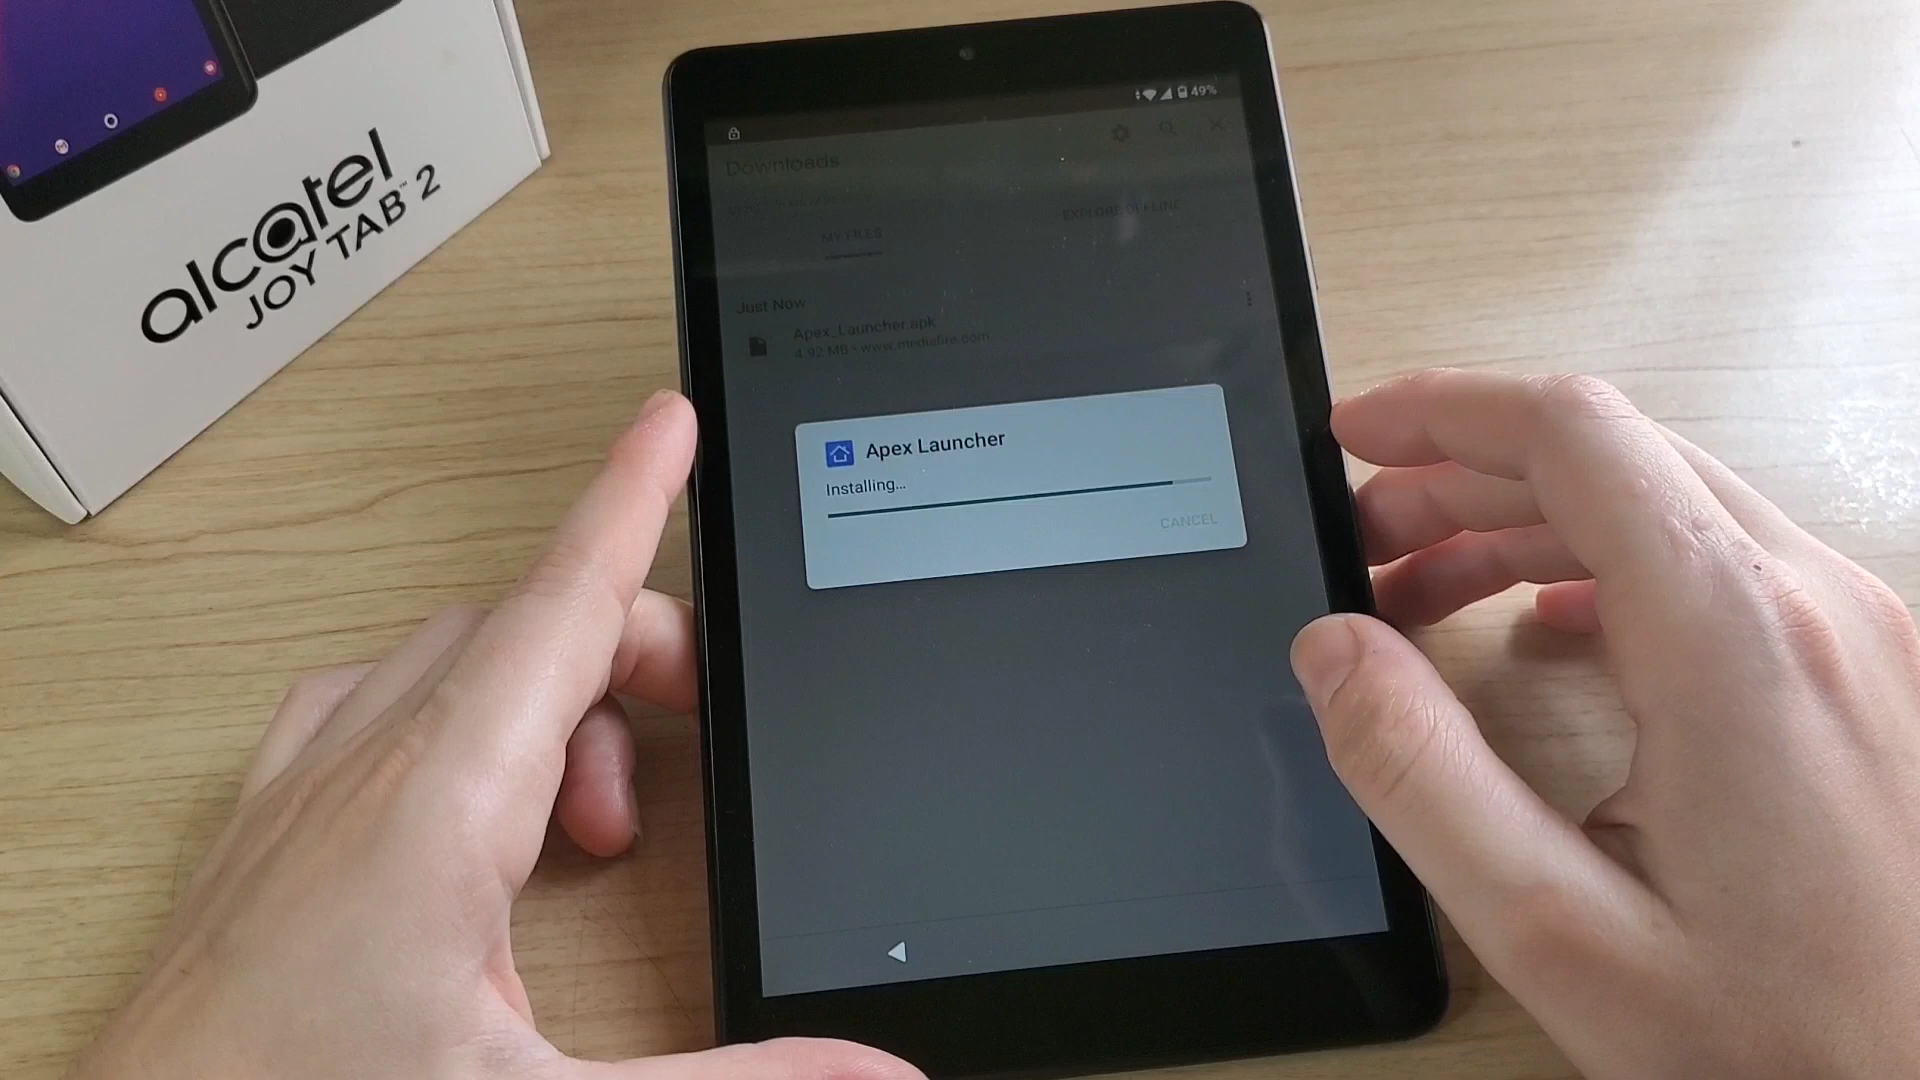 alcatel
JOY TAB™ 2
49%
Downloads
MY FILES
EXPLORE OFFLINE
Just Now
Apex_Launcher.apk
4.92 MB • www.mediafire.com
Apex Launcher
Installing...
CANCEL